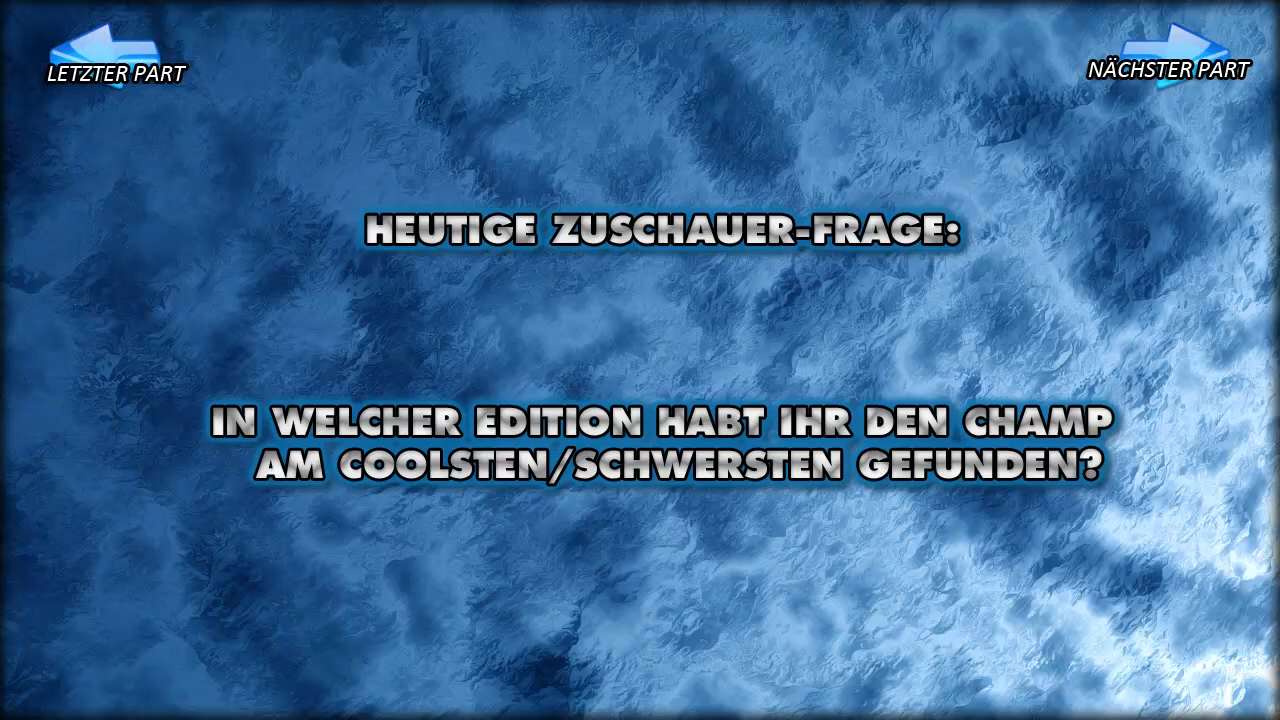 LETZTER PART
NÄCHSTER PART
HEUTIGE ZUSCHAUER-FRAGE:
IN WELCHER EDITION HABT IHR DEN CHAMP
AM COOLSTEN/SCHWERSTEN GEFUNDEN?